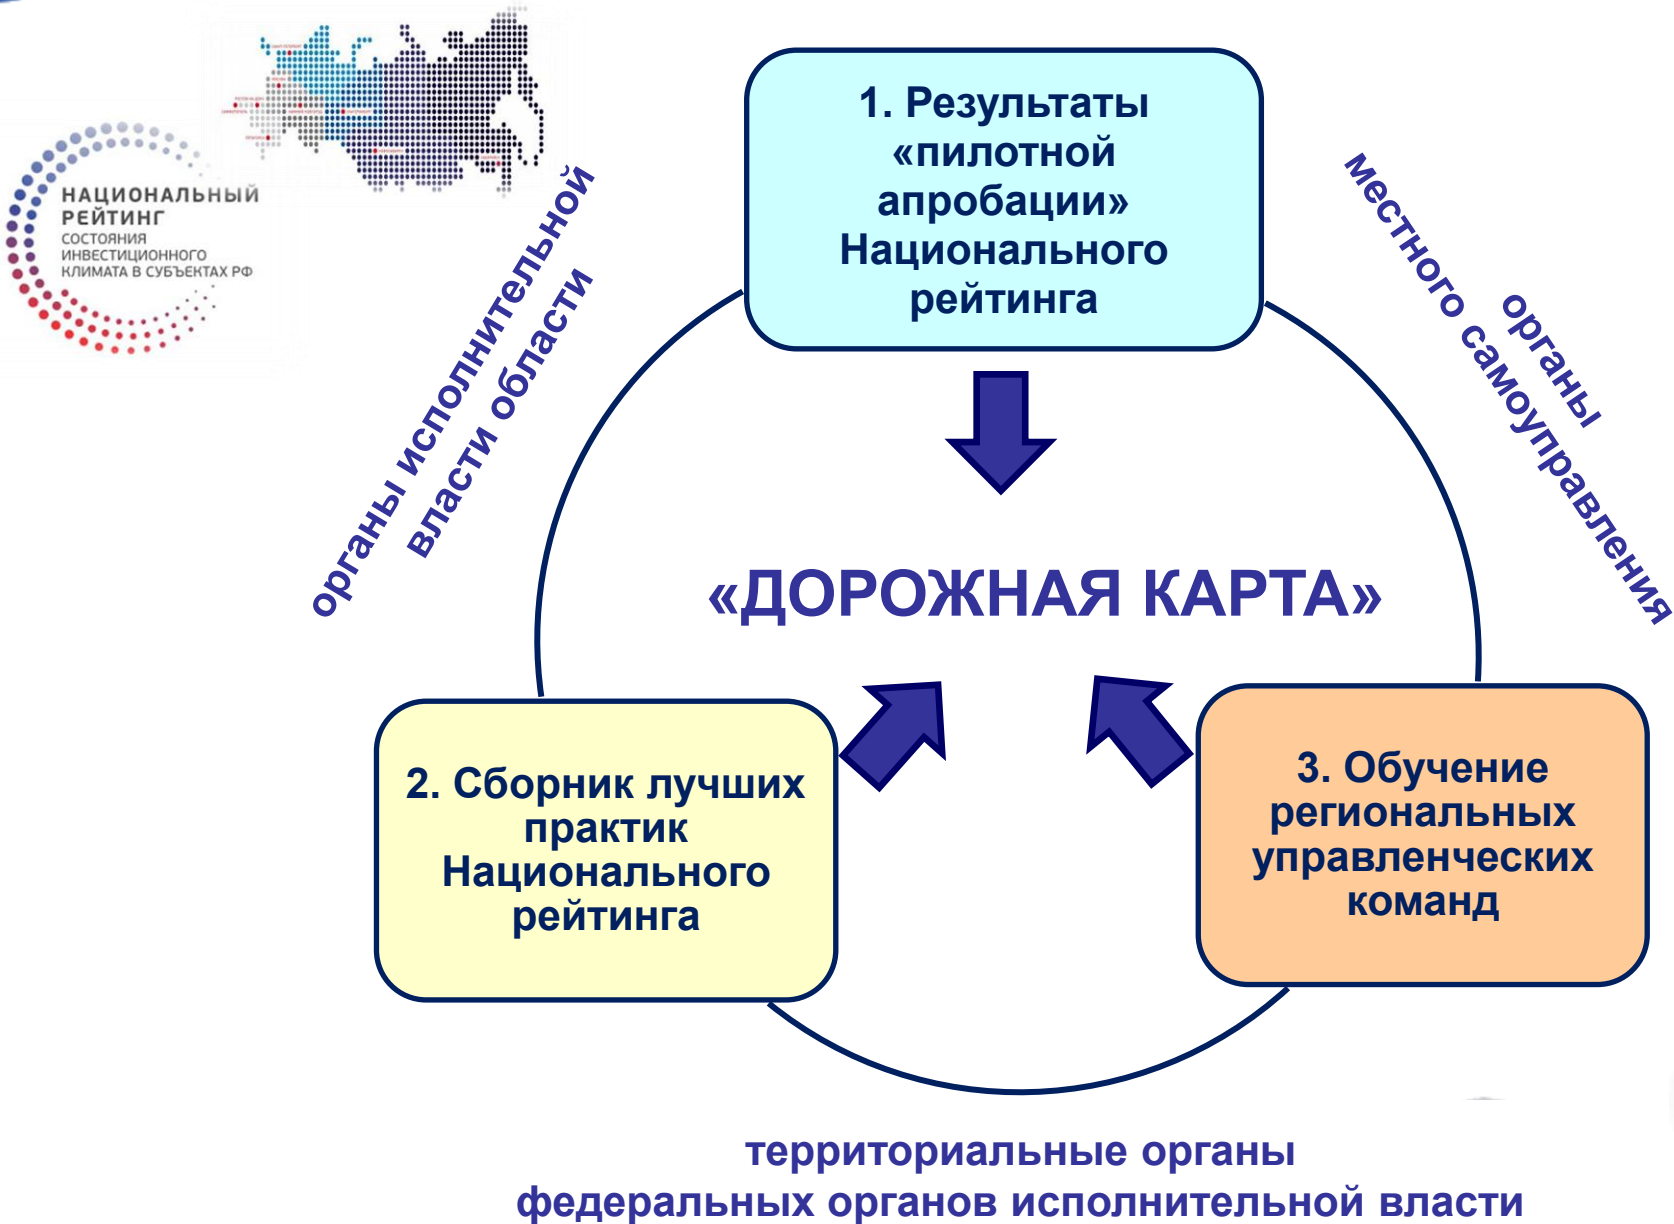 НАЦИОНАЛЬНЫЙ
РЕЙТИНГ
СОСТОЯНИЯ
ИНВЕСТИЦИОННОГО
КЛИМАТА В СУБЪЕКТАХ РФ
1. Результаты
«пилотной
апробации»
Национального
рейтинга
органы исполнительной
власти области
органы
местного самоуправления
«ДОРОЖНАЯ КАРТА»
2. Сборник лучших
практик
Национального
рейтинга
3. Обучение
региональных
управленческих
команд
территориальные органы
федеральных органов исполнительной власти